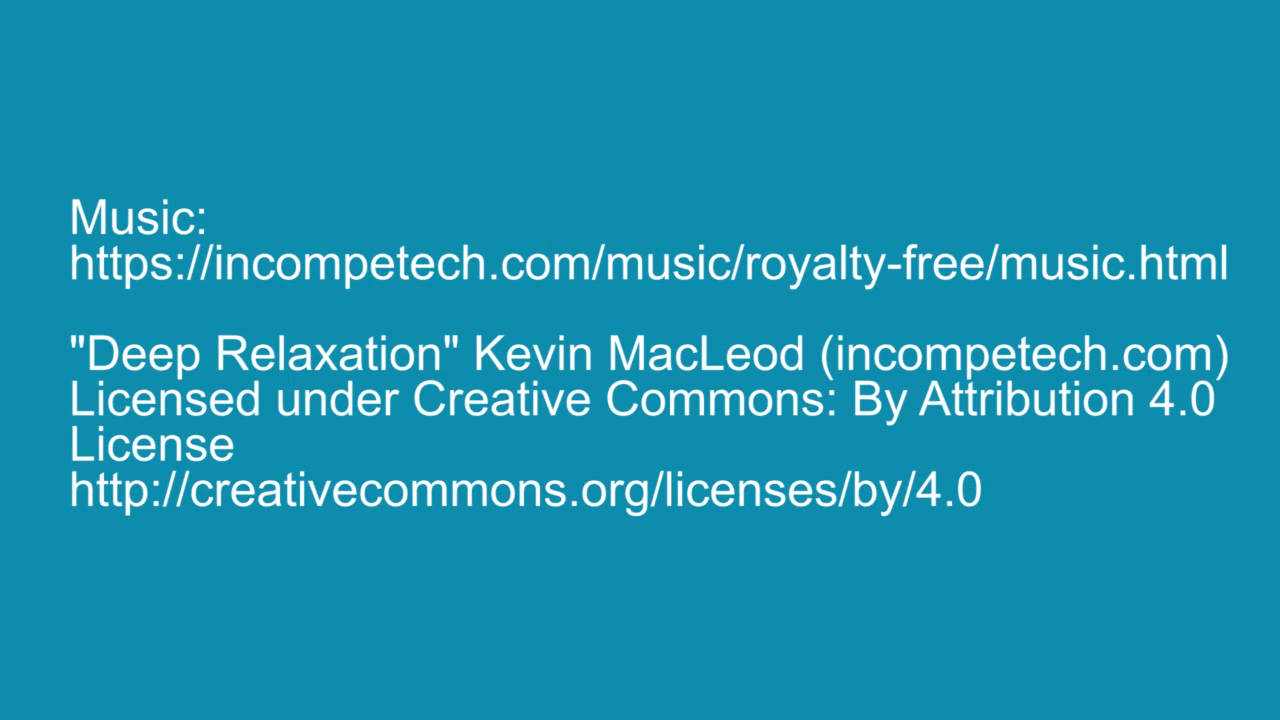 Music:
https://incompetech.com/music/royalty-free/music.html
"Deep Relaxation" Kevin MacLeod (incompetech.com)
Licensed under Creative Commons: By Attribution 4.0
License
http://creativecommons.org/licenses/by/4.0